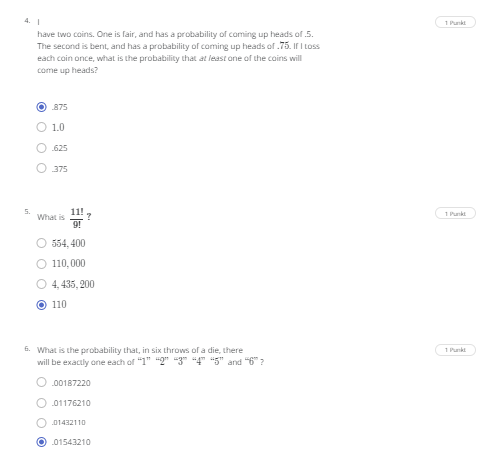 4. I
1 Punkt
have two coins. One is fair, and has a probability of coming up heads of .5.
The second is bent, and has a probability of coming up heads of .75. If I toss
each coin once, what is the probability that at least one of the coins will
come up heads?
.875
1.0
.625
.375
5. What is 11!/9! ?
1 Punkt
554,400
110,000
4,435,200
110
6. What is the probability that, in six throws of a die, there
1 Punkt
will be exactly one each of “1” “2” “3” “4” “5” and “6” ?
.00187220
.01176210
.01432110
.01543210